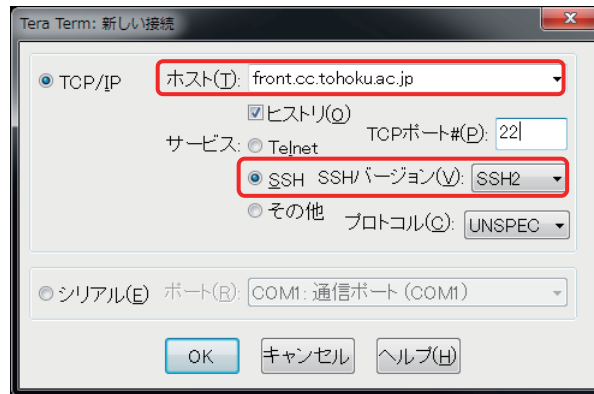 Tera Term: 新しい接続
TCP/IP ホスト(T): front.cc.tohoku.ac.jp
ヒストリ(O)
サービス: Telnet TCPポート#(P): 22
SSH SSHバージョン(V): SSH2
その他 プロトコル(C): UNSPEC
シリアル(E) ポート(R): COM1: 通信ポート (COM1)
OK キャンセル ヘルプ(H)